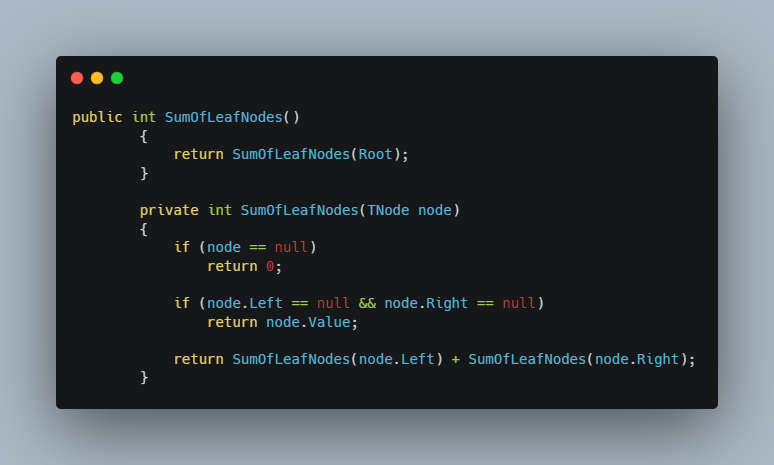 public int SumOfLeafNodes()
        {
            return SumOfLeafNodes(Root);
        }

        private int SumOfLeafNodes(TNode node)
        {
            if (node == null)
                return 0;

            if (node.Left == null && node.Right == null)
                return node.Value;

            return SumOfLeafNodes(node.Left) + SumOfLeafNodes(node.Right);
        }